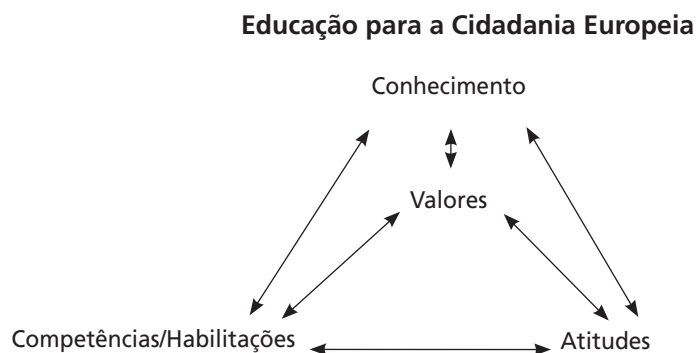 Educação para a Cidadania Europeia
Conhecimento
Valores
Competências/Habilitações
Atitudes